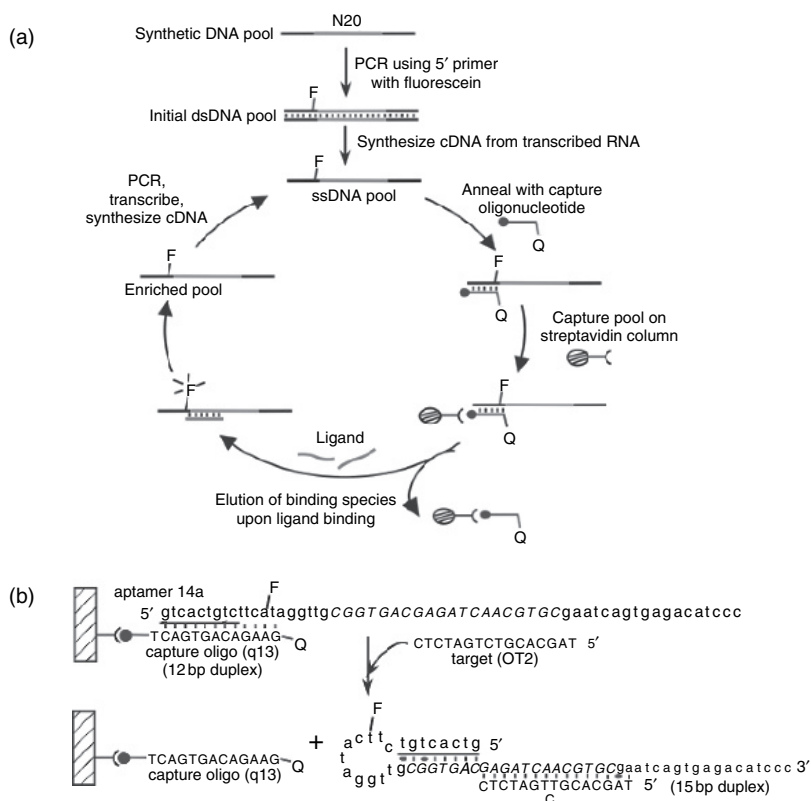 (a)
N20
Synthetic DNA pool
PCR using 5′ primer
with fluorescein
F
Initial dsDNA pool
Synthesize cDNA from transcribed RNA
F
ssDNA pool
PCR,
transcribe,
synthesize cDNA
Anneal with capture
oligonucleotide
Q
F
Enriched pool
F
Q
Capture pool on
streptavidin column
F
F
Q
Ligand
Elution of binding species
upon ligand binding
Q
(b)
aptamer 14a
F
5′ gtcactgtcttcataggttgCGGTGACGAGATCAACGTGCgaatcagtgagacatccc
TCAGTGACAGAAG Q
capture oligo (q13)
(12 bp duplex)
CTCTAGTCTGCACGAT 5′
target (OT2)
F
acttctgtcactg 5′
TCAGTGACAGAAG Q
capture oligo (q13)
+
taggttgCGGTGACGAGATCAACGTGCgaatcagtgagacatccc 3′
CTCTAGTTGCACGAT 5′ (15 bp duplex)
C